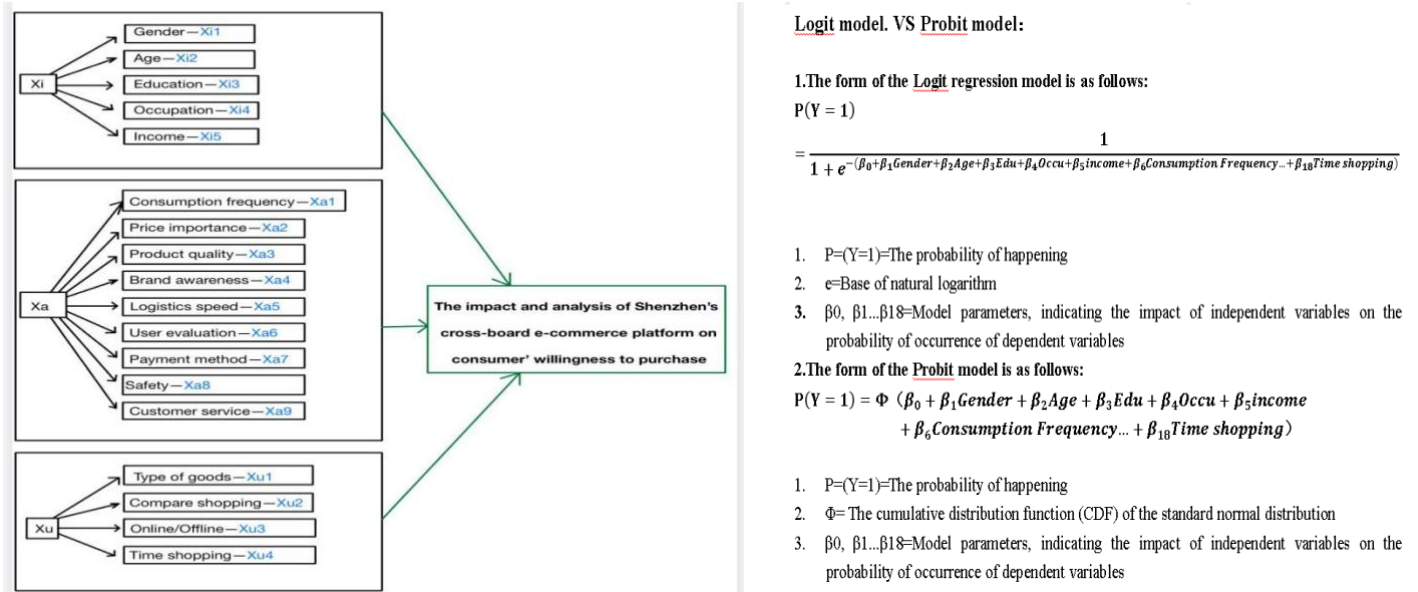 Xi
Gender—Xi1
Age—Xi2
Education—Xi3
Occupation—Xi4
Income—Xi5
Xa
Consumption frequency—Xa1
Price importance—Xa2
Product quality—Xa3
Brand awareness—Xa4
Logistics speed—Xa5
User evaluation—Xa6
Payment method—Xa7
Safety—Xa8
Customer service—Xa9
Xu
Type of goods—Xu1
Compare shopping—Xu2
Online/Offline—Xu3
Time shopping—Xu4
The impact and analysis of Shenzhen's
cross-board e-commerce platform on
consumer' willingness to purchase
Logit model. VS Probit model:
1.The form of the Logit regression model is as follows:
P(Y = 1)
1
=
1 + e^−(β0+β1Gender+β2Age+β3Edu+β4Occu+β5income+β6Consumption Frequency...+β18Time shopping)
1. P=(Y=1)=The probability of happening
2. e=Base of natural logarithm
3. β0, β1...β18=Model parameters, indicating the impact of independent variables on the
probability of occurrence of dependent variables
2.The form of the Probit model is as follows:
P(Y = 1) = Φ (β0 + β1Gender + β2Age + β3Edu + β4Occu + β5income
+ β6Consumption Frequency... + β18Time shopping)
1. P=(Y=1)=The probability of happening
2. Φ= The cumulative distribution function (CDF) of the standard normal distribution
3. β0, β1...β18=Model parameters, indicating the impact of independent variables on the
probability of occurrence of dependent variables